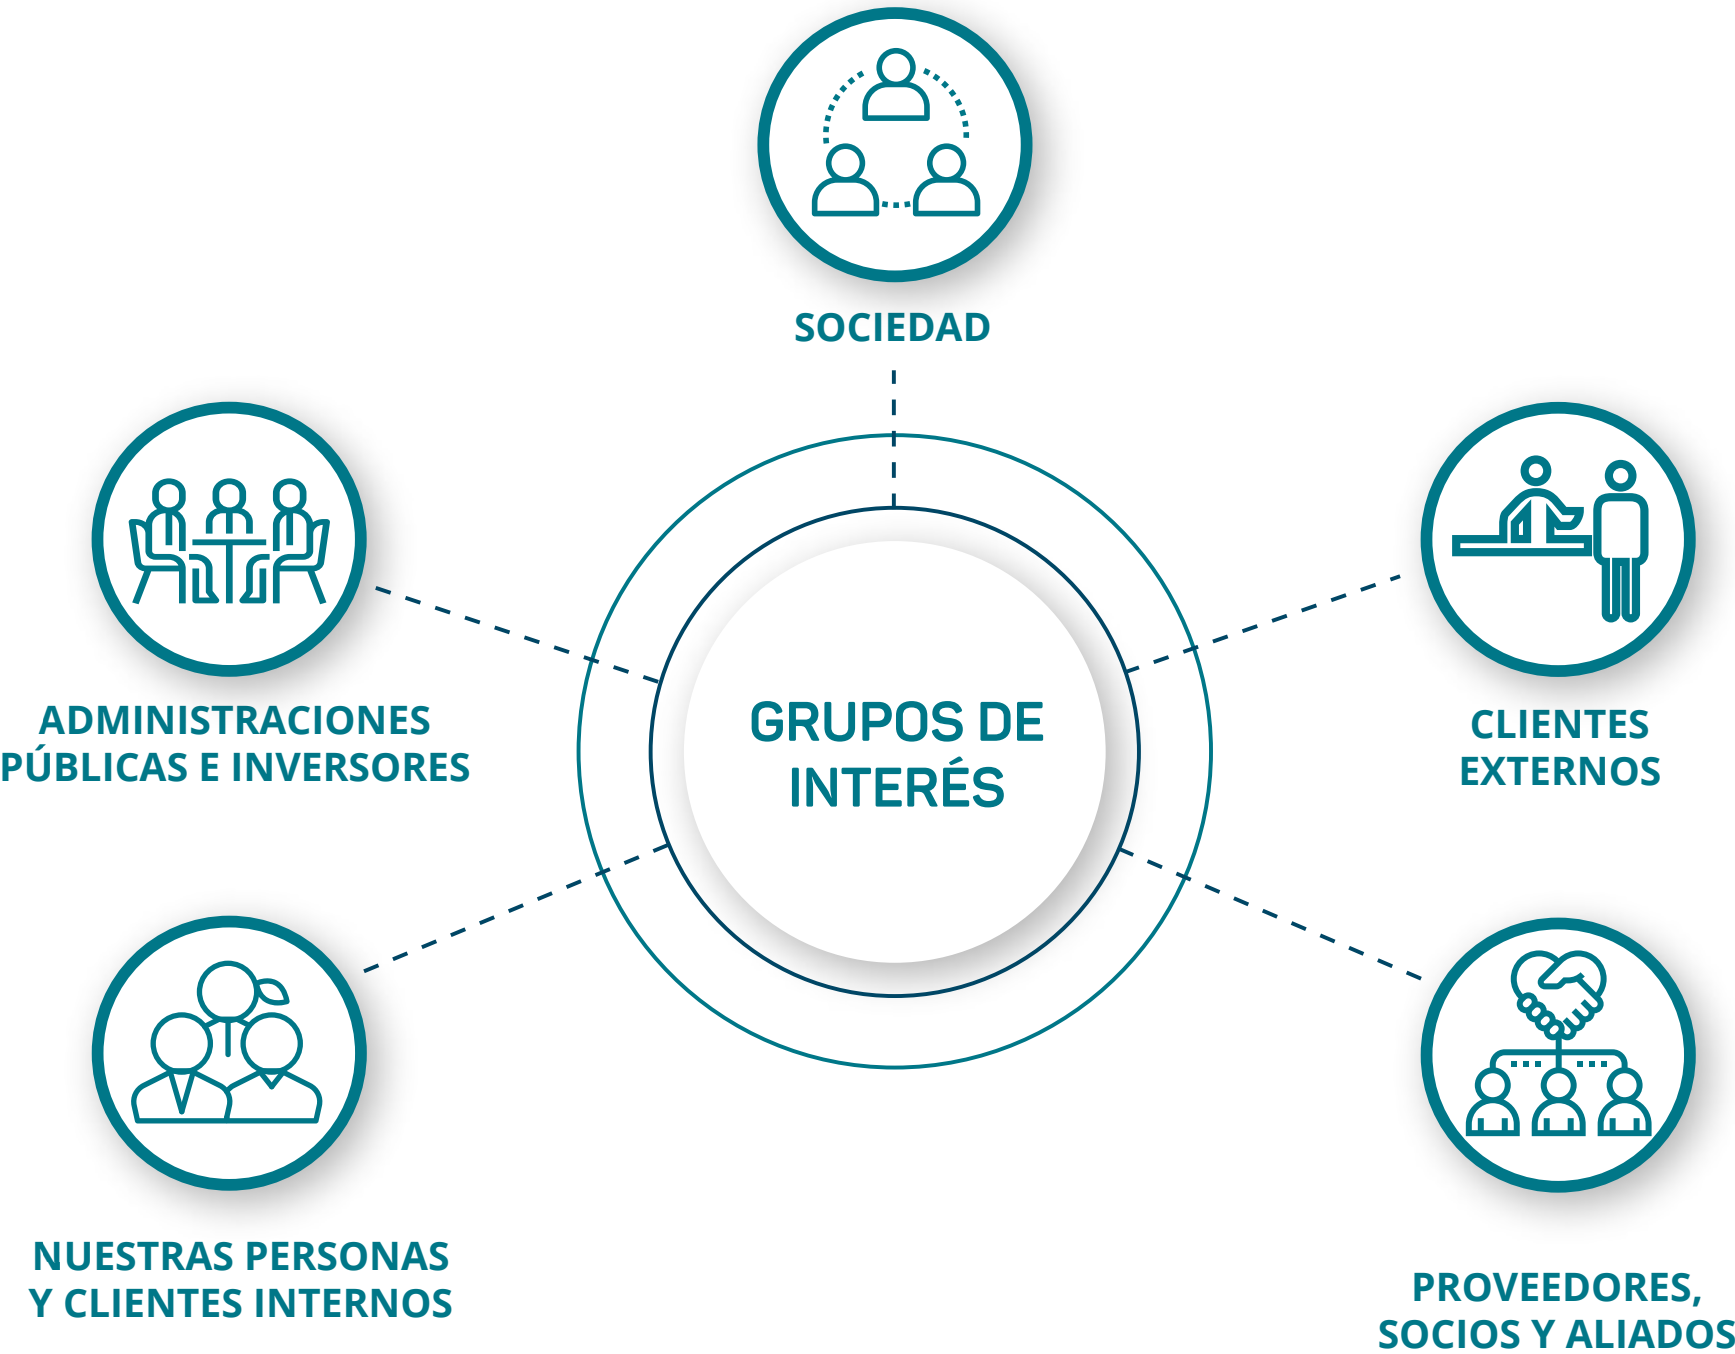 SOCIEDAD
ADMINISTRACIONES
PÚBLICAS E INVERSORES
CLIENTES
EXTERNOS
GRUPOS DE
INTERÉS
NUESTRAS PERSONAS
Y CLIENTES INTERNOS
PROVEEDORES,
SOCIOS Y ALIADOS